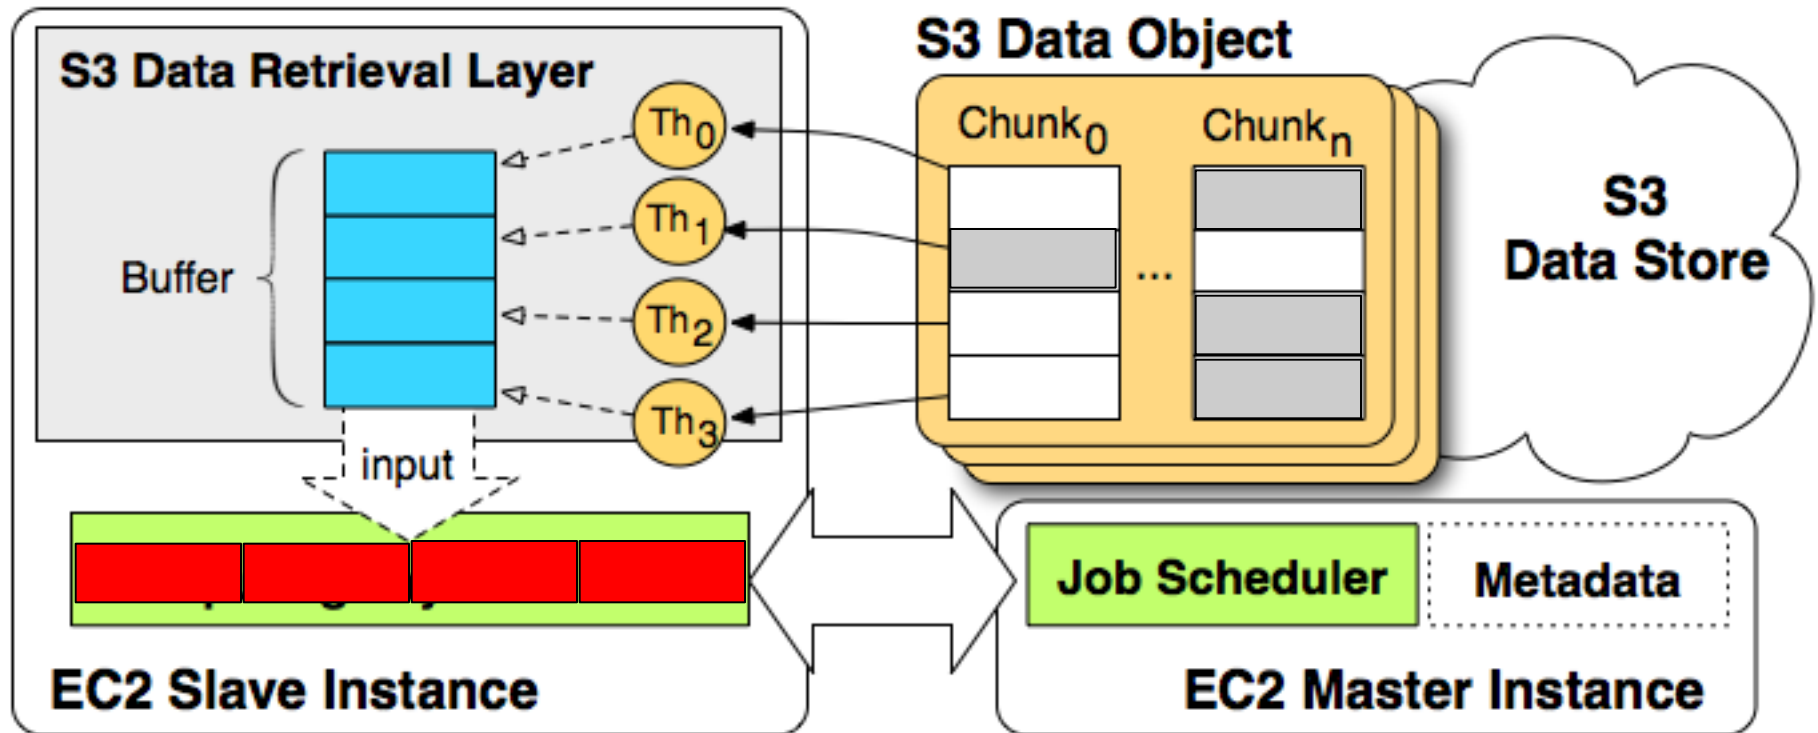 S3 Data Retrieval Layer
S3 Data Object
Th0
Chunk0
Chunkn
Th1
S3
Data Store
Buffer
...
Th2
Th3
input
Job Scheduler
Metadata
EC2 Slave Instance
EC2 Master Instance